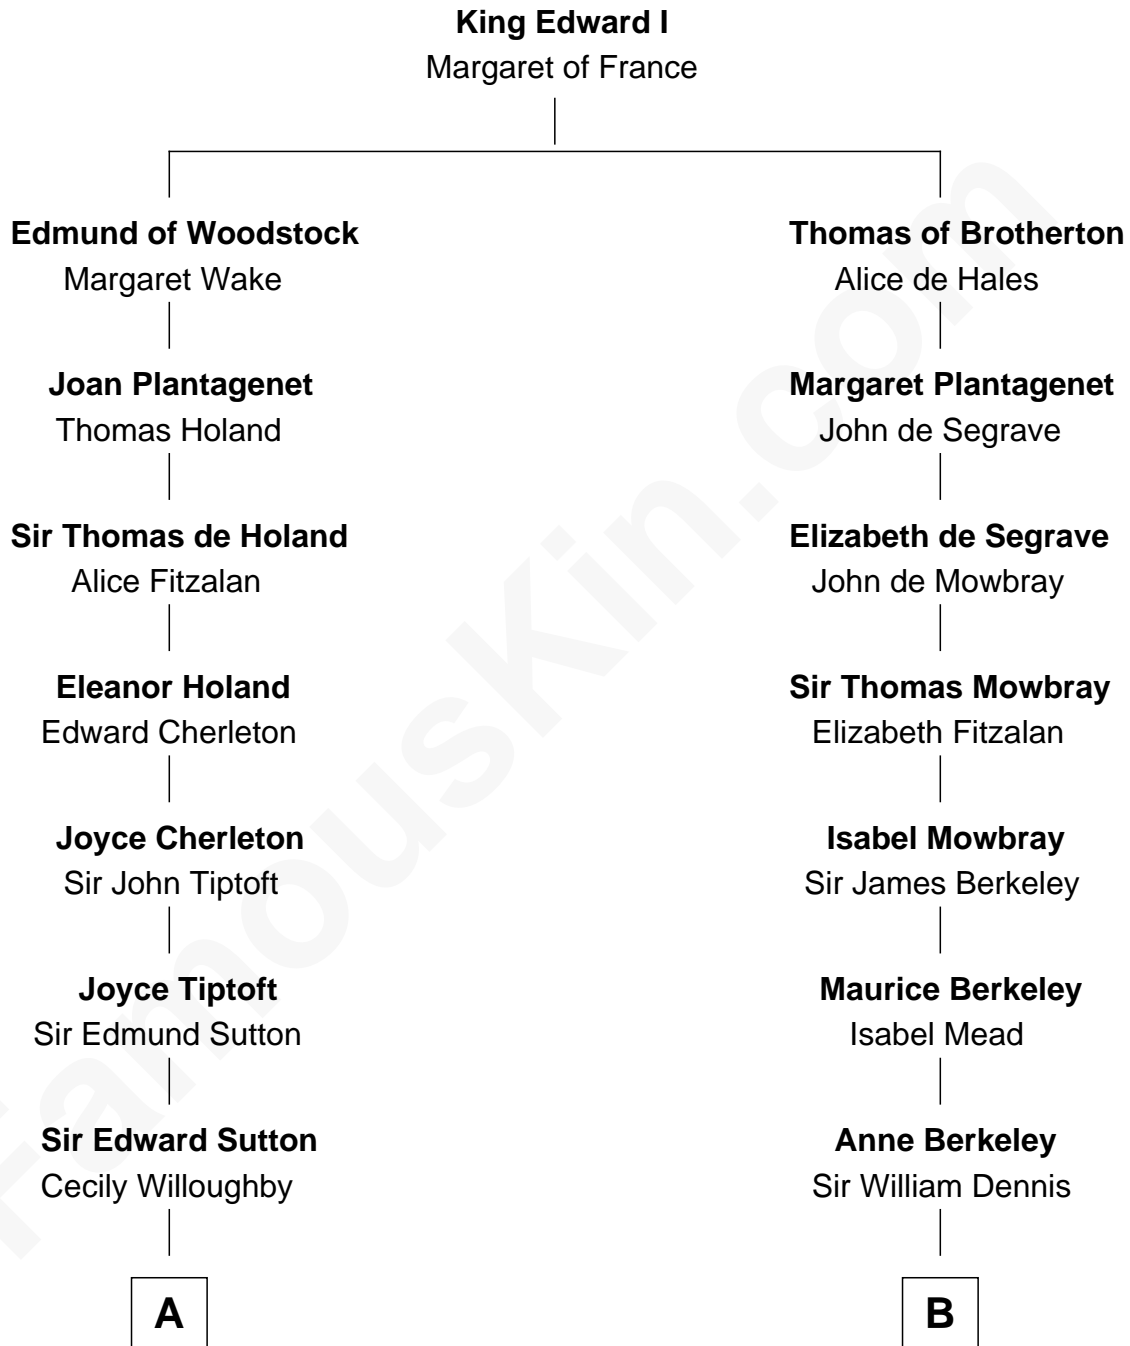 King Edward I
Margaret of France
Edmund of Woodstock
Margaret Wake
Thomas of Brotherton
Alice de Hales
Joan Plantagenet
Thomas Holand
Margaret Plantagenet
John de Segrave
Sir Thomas de Holand
Alice Fitzalan
Elizabeth de Segrave
John de Mowbray
Eleanor Holand
Edward Cherleton
Sir Thomas Mowbray
Elizabeth Fitzalan
Joyce Cherleton
Sir John Tiptoft
Isabel Mowbray
Sir James Berkeley
Joyce Tiptoft
Sir Edmund Sutton
Maurice Berkeley
Isabel Mead
Sir Edward Sutton
Cecily Willoughby
Anne Berkeley
Sir William Dennis
A
B
FamousKin.com